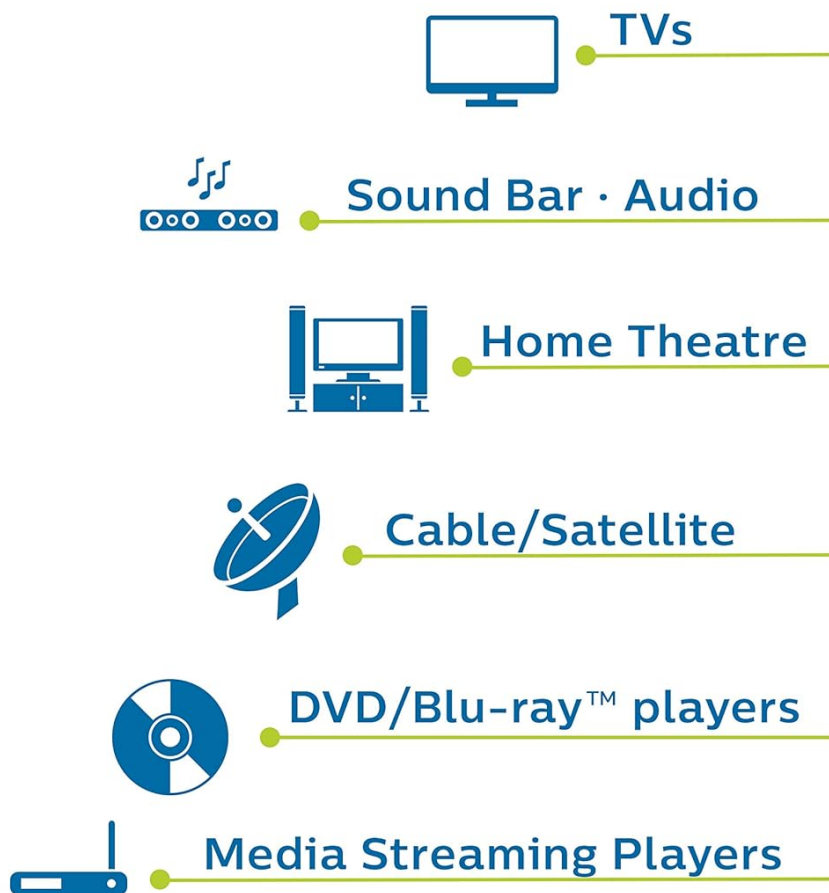 TVs
Sound Bar · Audio
Home Theatre
Cable/Satellite
DVD/Blu-ray™ players
Media Streaming Players